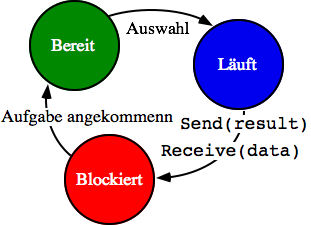 Auswahl
Bereit
Läuft
Aufgabe angekommenn
Send(result)
Receive(data)
Blockiert